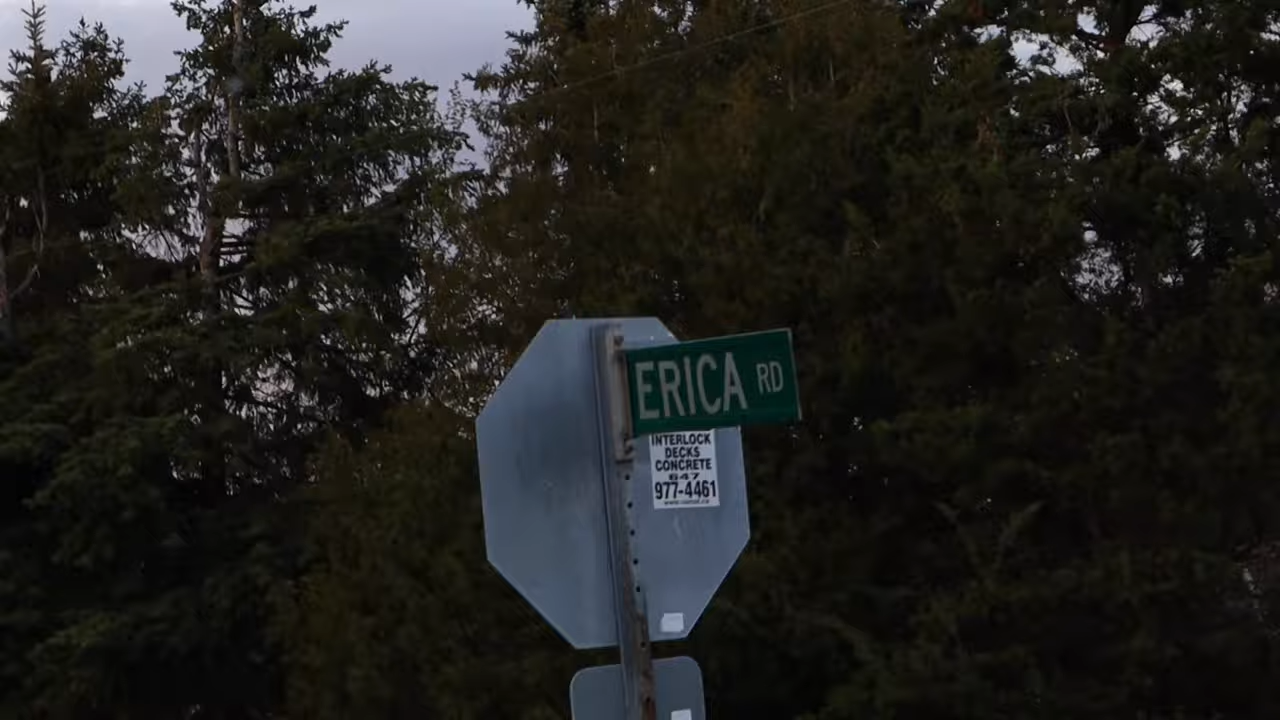 ERICA RD
INTERLOCK
DECKS
CONCRETE
647
977-4461